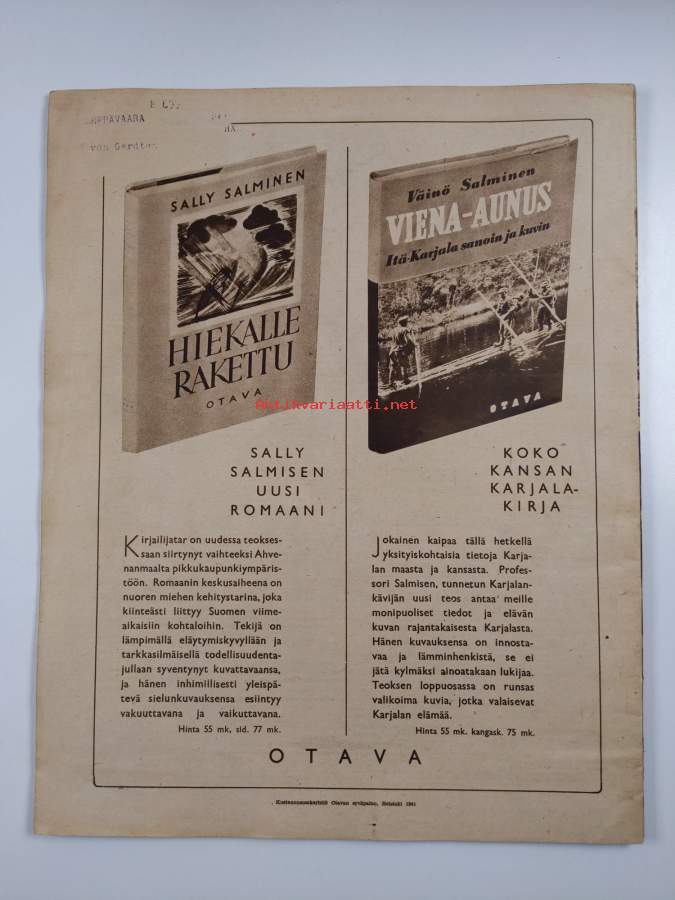 SALLY SALMINEN
HIEKALLE
RAKETTU
OTAVA
Väinö Salminen
VIENA-AUNUS
Itä-Karjala sanoin ja kuvin
OTAVA
Antikvariaatti.net
SALLY
SALMISEN
UUSI
ROMAANI
Kirjailijatar on uudessa teokses-
saan siirtynyt vaihteeksi Ahve-
nanmaalta pikkukaupunkiympäris-
töön. Romaanin keskusaiheena on
nuoren miehen kehitystarina, joka
kiinteästi liittyy Suomen viime-
aikaisiin kohtaloihin. Tekijä on
lämpimällä eläytymiskyvyllään ja
tarkkasilmäisellä todellisuudenta-
jullaan syventynyt kuvattavaansa,
ja hänen inhimillisesti yleispä-
tevä sielunkuvauksensa esiintyy
vakuuttavana ja vaikuttavana.
Hinta 55 mk, sid. 77 mk.
KOKO
KANSAN
KARJALA-
KIRJA
Jokainen kaipaa tällä hetkellä
yksityiskohtaisia tietoja Karja-
lan maasta ja kansasta. Profes-
sori Salmisen, tunnetun Karjalan-
kävijän uusi teos antaa meille
monipuoliset tiedot ja elävän
kuvan rajantakaisesta Karjalasta.
Hänen kuvauksensa on innosta-
vaa ja lämminhenkistä, se ei
jätä kylmäksi ainoatakaan lukijaa.
Teoksen loppuosassa on runsas
valikoima kuvia, jotka valaisevat
Karjalan elämää.
Hinta 55 mk. kangask. 75 mk.
OTAVA
Kustannusosakeyhtiö Otavan syväpaino, Helsinki 1941